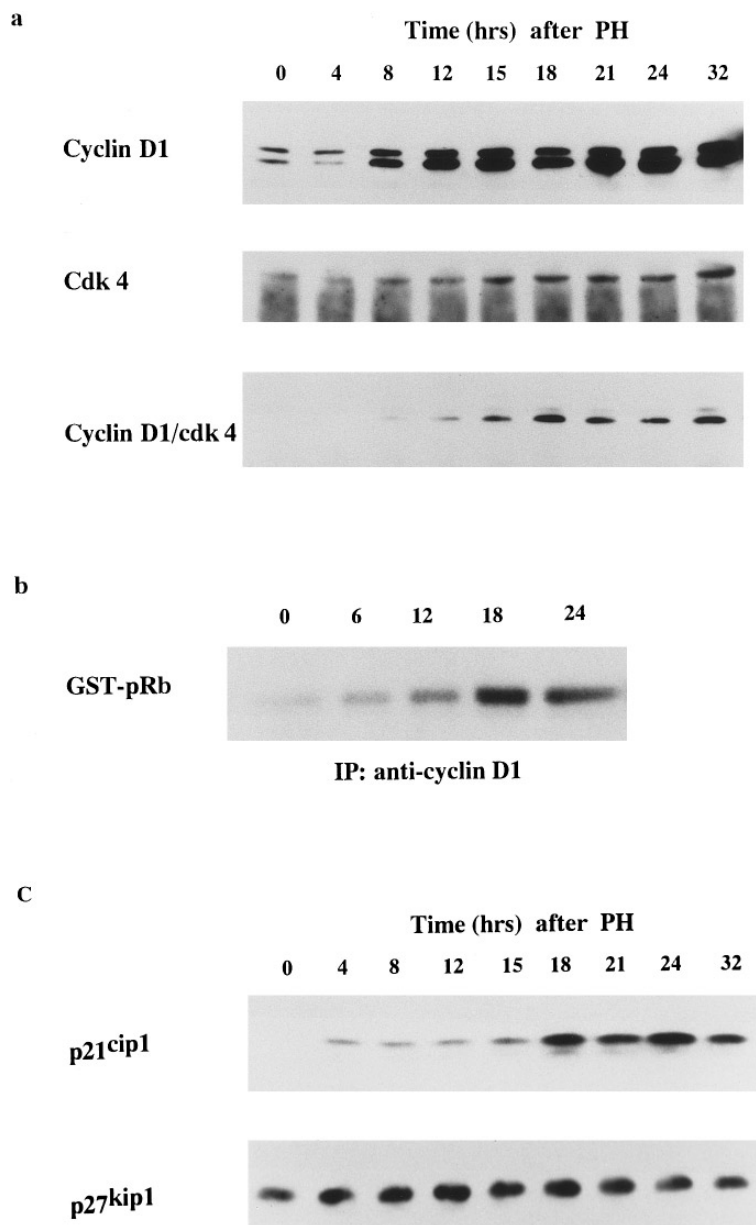 a
Time (hrs) after PH
0 4 8 12 15 18 21 24 32
Cyclin D1
Cdk 4
Cyclin D1/cdk 4
b
0 6 12 18 24
GST-pRb
IP: anti-cyclin D1
C
Time (hrs) after PH
0 4 8 12 15 18 21 24 32
p21cip1
p27kip1